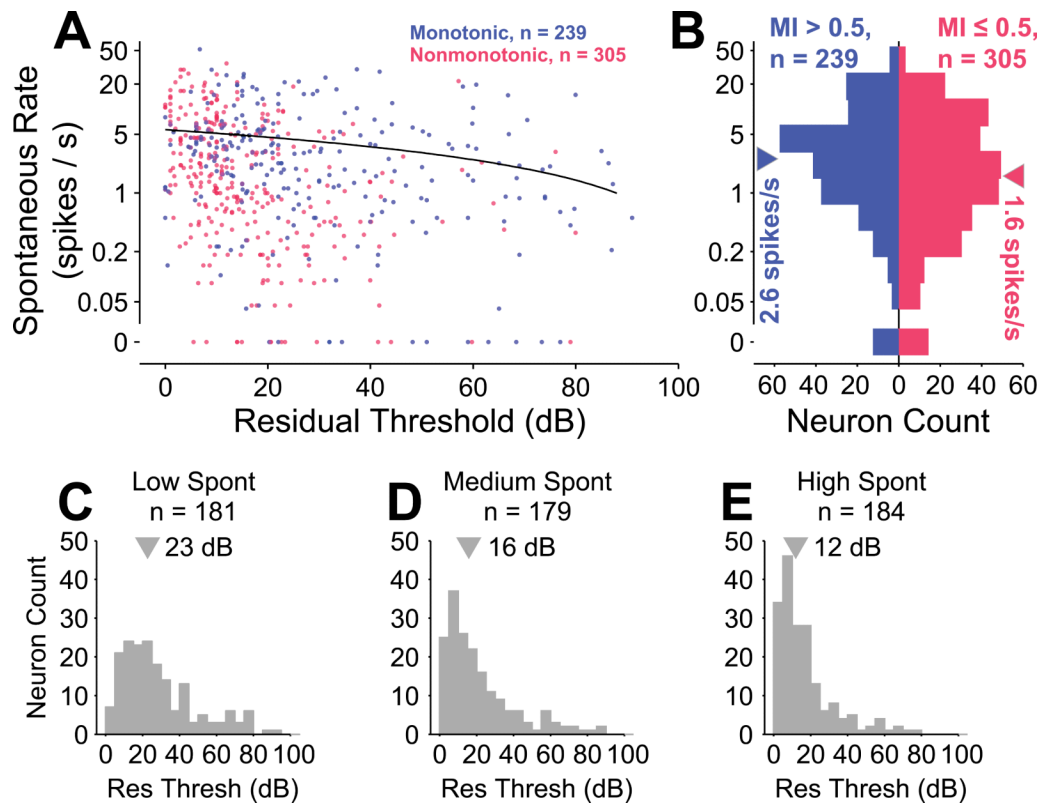 A
Monotonic, n = 239
Nonmonotonic, n = 305
Spontaneous Rate
(spikes / s)
50
20
5
1
0.2
0.05
0
0 20 40 60 80 100
Residual Threshold (dB)
B
MI > 0.5,
n = 239
MI ≤ 0.5,
n = 305
50
20
5
1
0.2
0.05
0
2.6 spikes/s
1.6 spikes/s
60 40 20 0 20 40 60
Neuron Count
C
Low Spont
n = 181
23 dB
Neuron Count
50
40
30
20
10
0
0 20 40 60 80 100
Res Thresh (dB)
D
Medium Spont
n = 179
16 dB
50
40
30
20
10
0
0 20 40 60 80 100
Res Thresh (dB)
E
High Spont
n = 184
12 dB
50
40
30
20
10
0
0 20 40 60 80 100
Res Thresh (dB)